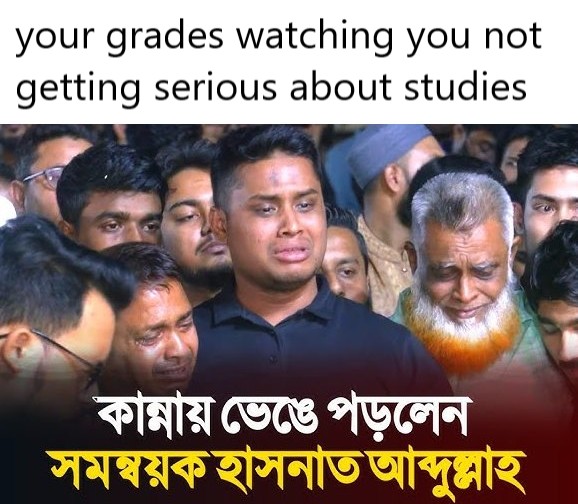 your grades watching you not
getting serious about studies
কান্নায় ভেঙে পড়লেন
সমন্বয়ক হাসনাত আব্দুল্লাহ